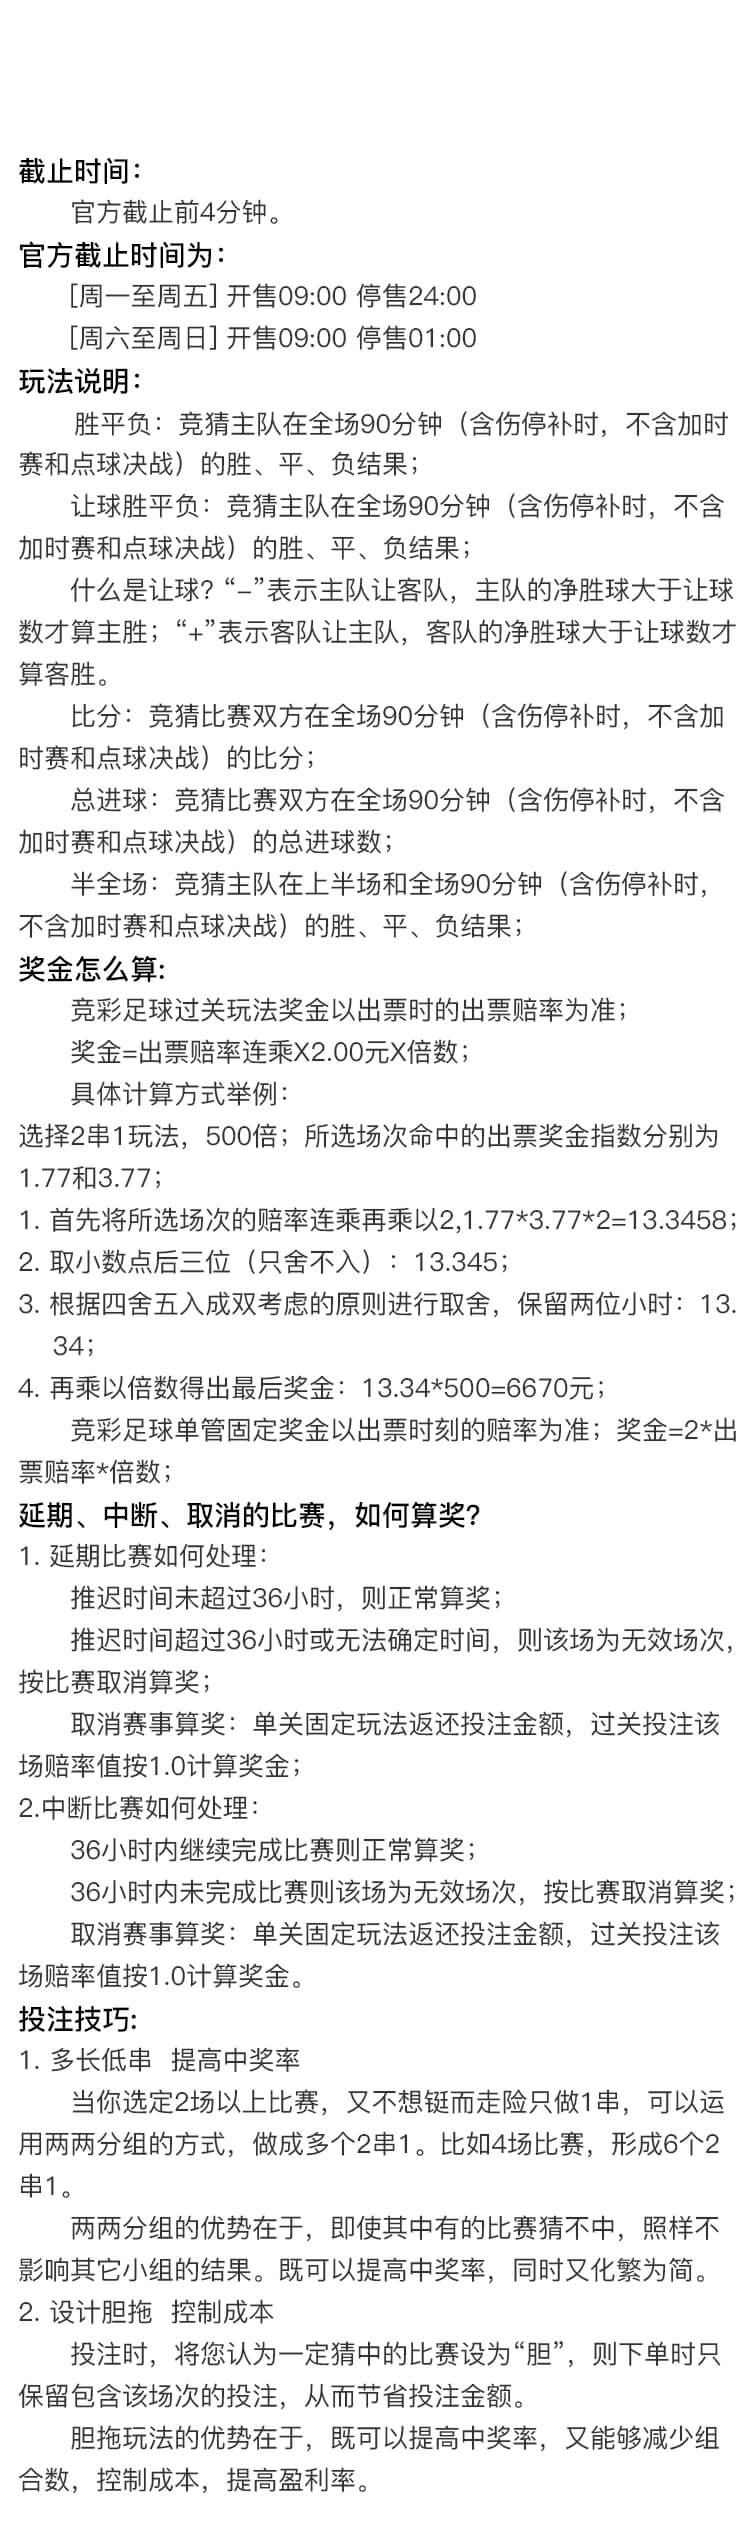 截止时间：
官方截止前4分钟。
官方截止时间为：
[周一至周五] 开售09:00 停售24:00
[周六至周日] 开售09:00 停售01:00
玩法说明：
胜平负：竞猜主队在全场90分钟（含伤停补时，不含加时
赛和点球决战）的胜、平、负结果；
让球胜平负：竞猜主队在全场90分钟（含伤停补时，不含
加时赛和点球决战）的胜、平、负结果；
什么是让球？“-”表示主队让客队，主队的净胜球大于让球
数才算主胜；“+”表示客队让主队，客队的净胜球大于让球数才
算客胜。
比分：竞猜比赛双方在全场90分钟（含伤停补时，不含加
时赛和点球决战）的比分；
总进球：竞猜比赛双方在全场90分钟（含伤停补时，不含
加时赛和点球决战）的总进球数；
半全场：竞猜主队在上半场和全场90分钟（含伤停补时，
不含加时赛和点球决战）的胜、平、负结果；
奖金怎么算:
竞彩足球过关玩法奖金以出票时的出票赔率为准；
奖金=出票赔率连乘X2.00元X倍数；
具体计算方式举例：
选择2串1玩法，500倍；所选场次命中的出票奖金指数分别为
1.77和3.77；
1. 首先将所选场次的赔率连乘再乘以2,1.77*3.77*2=13.3458；
2. 取小数点后三位（只舍不入）：13.345；
3. 根据四舍五入成双考虑的原则进行取舍，保留两位小时：13.
34；
4. 再乘以倍数得出最后奖金：13.34*500=6670元；
竞彩足球单管固定奖金以出票时刻的赔率为准；奖金=2*出
票赔率*倍数；
延期、中断、取消的比赛，如何算奖？
1. 延期比赛如何处理：
推迟时间未超过36小时，则正常算奖；
推迟时间超过36小时或无法确定时间，则该场为无效场次，
按比赛取消算奖；
取消赛事算奖：单关固定玩法返还投注金额，过关投注该
场赔率值按1.0计算奖金；
2.中断比赛如何处理：
36小时内继续完成比赛则正常算奖；
36小时内未完成比赛则该场为无效场次，按比赛取消算奖；
取消赛事算奖：单关固定玩法返还投注金额，过关投注该
场赔率值按1.0计算奖金。
投注技巧:
1. 多长低串 提高中奖率
当你选定2场以上比赛，又不想铤而走险只做1串，可以运
用两两分组的方式，做成多个2串1。比如4场比赛，形成6个2
串1。
两两分组的优势在于，即使其中有的比赛猜不中，照样不
影响其它小组的结果。既可以提高中奖率，同时又化繁为简。
2. 设计胆拖 控制成本
投注时，将您认为一定猜中的比赛设为“胆”，则下单时只
保留包含该场次的投注，从而节省投注金额。
胆拖玩法的优势在于，既可以提高中奖率，又能够减少组
合数，控制成本，提高盈利率。